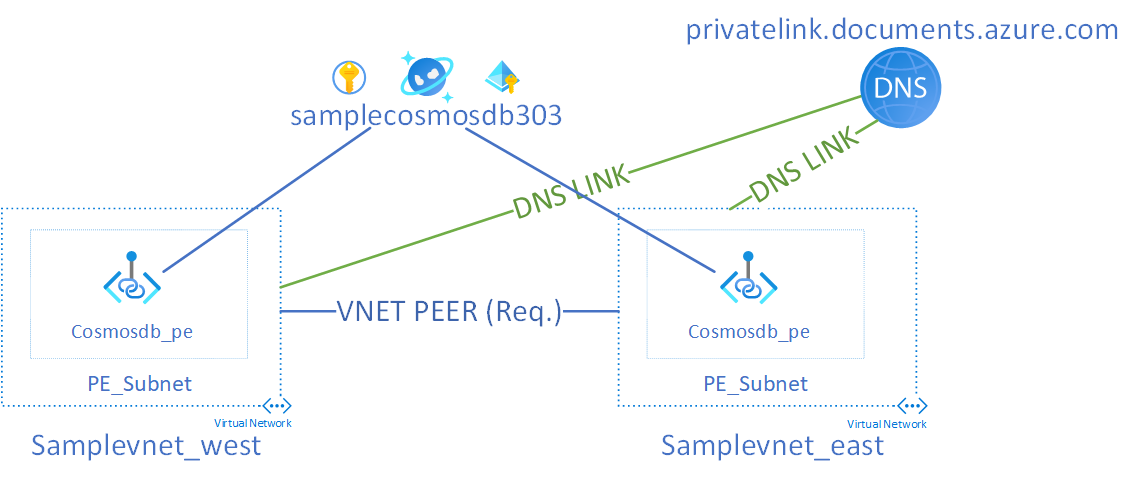 privatelink.documents.azure.com
DNS
samplecosmosdb303
DNS LINK
DNS LINK
VNET PEER (Req.)
Cosmosdb_pe
Cosmosdb_pe
PE_Subnet
PE_Subnet
Virtual Network
Virtual Network
Samplevnet_west
Samplevnet_east